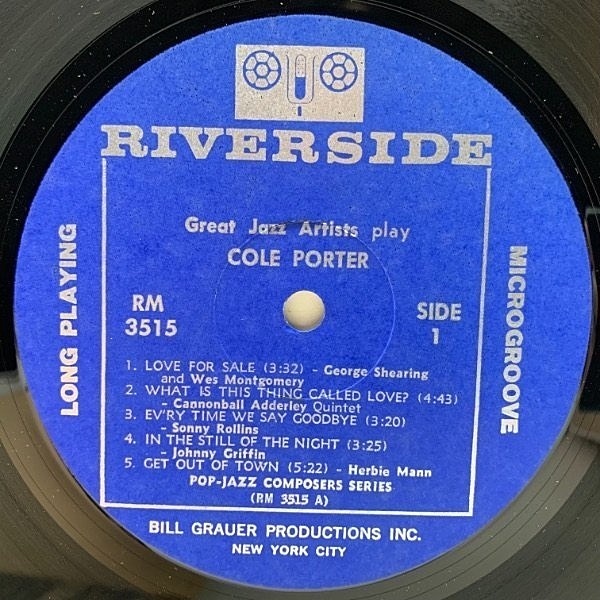 RIVERSIDE
Great Jazz Artists play
COLE PORTER
RM
3515
SIDE
1
LONG PLAYING
MICROGROOVE
1. LOVE FOR SALE (3:32) - George Shearing
and Wes Montgomery
2. WHAT IS THIS THING CALLED LOVE? (4:43)
- Cannonball Adderley Quintet
3. EV'RY TIME WE SAY GOODBYE (3:20)
- Sonny Rollins
4. IN THE STILL OF THE NIGHT (3:25)
- Johnny Griffin
5. GET OUT OF TOWN (5:22) - Herbie Mann
POP-JAZZ COMPOSERS SERIES
(RM 3515 A)
BILL GRAUER PRODUCTIONS INC.
NEW YORK CITY